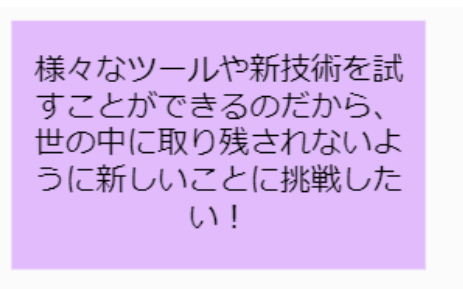 様々なツールや新技術を試
すことができるのだから、
世の中に取り残されないよ
うに新しいことに挑戦した
い！